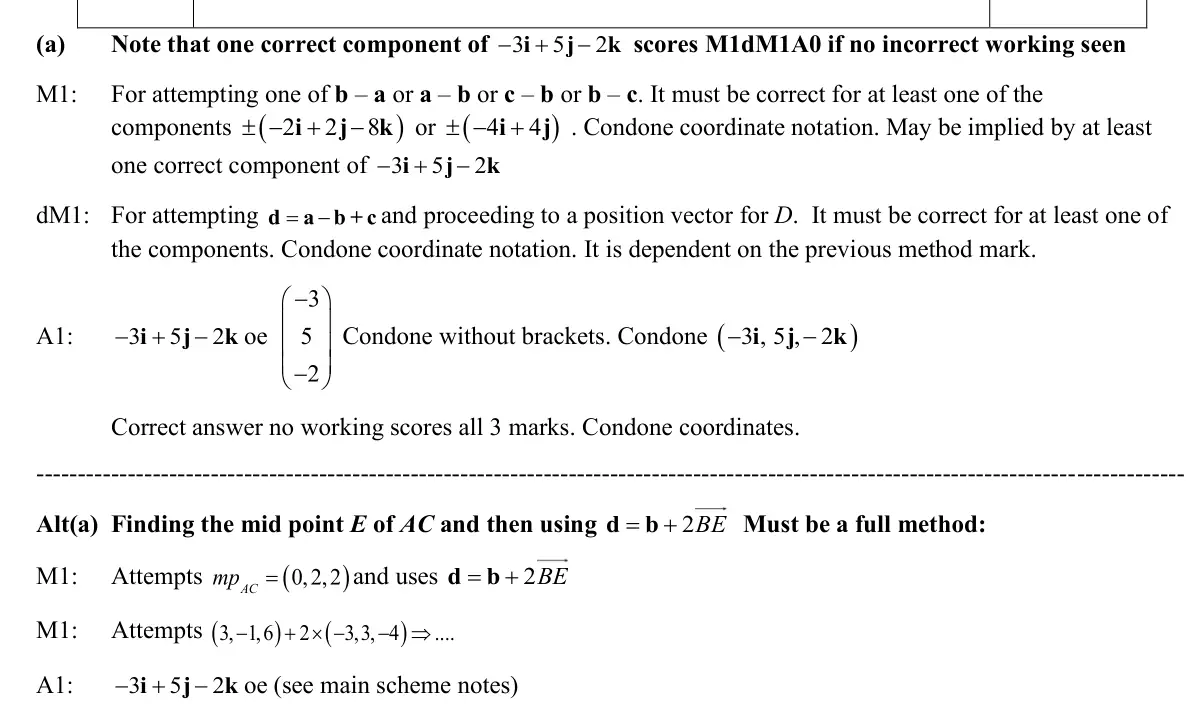 (a) Note that one correct component of −3i + 5j − 2k scores M1dM1A0 if no incorrect working seen
M1: For attempting one of b – a or a – b or c – b or b – c. It must be correct for at least one of the
components ±(−2i + 2j − 8k) or ±(−4i + 4j) . Condone coordinate notation. May be implied by at least
one correct component of −3i + 5j − 2k
dM1: For attempting d = a − b + c and proceeding to a position vector for D. It must be correct for at least one of
the components. Condone coordinate notation. It is dependent on the previous method mark.
A1: −3i + 5j − 2k oe (−3 5 −2) Condone without brackets. Condone (−3i, 5j, − 2k)
Correct answer no working scores all 3 marks. Condone coordinates.
Alt(a) Finding the mid point E of AC and then using d = b + 2BE⃗ Must be a full method:
M1: Attempts mp_AC = (0, 2, 2) and uses d = b + 2BE⃗
M1: Attempts (3, −1, 6) + 2×(−3, 3, −4) ⇒ ....
A1: −3i + 5j − 2k oe (see main scheme notes)